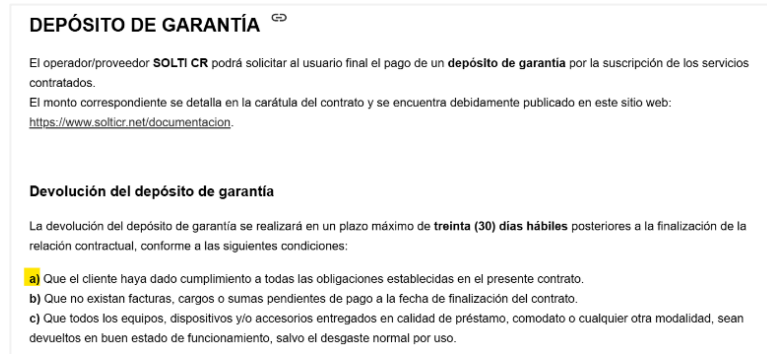 DEPÓSITO DE GARANTÍA
El operador/proveedor SOLTI CR podrá solicitar al usuario final el pago de un depósito de garantía por la suscripción de los servicios
contratados.
El monto correspondiente se detalla en la carátula del contrato y se encuentra debidamente publicado en este sitio web:
https://www.solticr.net/documentacion.
Devolución del depósito de garantía
La devolución del depósito de garantía se realizará en un plazo máximo de treinta (30) días hábiles posteriores a la finalización de la
relación contractual, conforme a las siguientes condiciones:
a) Que el cliente haya dado cumplimiento a todas las obligaciones establecidas en el presente contrato.
b) Que no existan facturas, cargos o sumas pendientes de pago a la fecha de finalización del contrato.
c) Que todos los equipos, dispositivos y/o accesorios entregados en calidad de préstamo, comodato o cualquier otra modalidad, sean
devueltos en buen estado de funcionamiento, salvo el desgaste normal por uso.